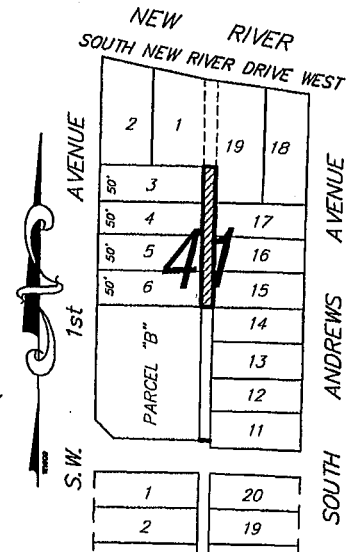 NEW RIVER
SOUTH NEW RIVER DRIVE WEST
2 1 19 18
50' 3
50' 4 17
50' 5 16
50' 6 15
41
PARCEL "B" 14
13
12
11
1 20
2 19
S.W. 1st AVENUE
SOUTH ANDREWS AVENUE